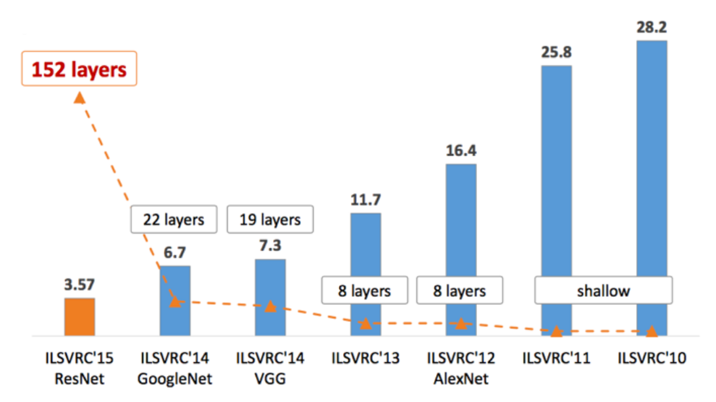 28.2
25.8
152 layers
16.4
11.7
22 layers
19 layers
7.3
6.7
3.57
8 layers
8 layers
shallow
ILSVRC'15
ResNet
ILSVRC'14
GoogleNet
ILSVRC'14
VGG
ILSVRC'13
ILSVRC'12
AlexNet
ILSVRC'11
ILSVRC'10